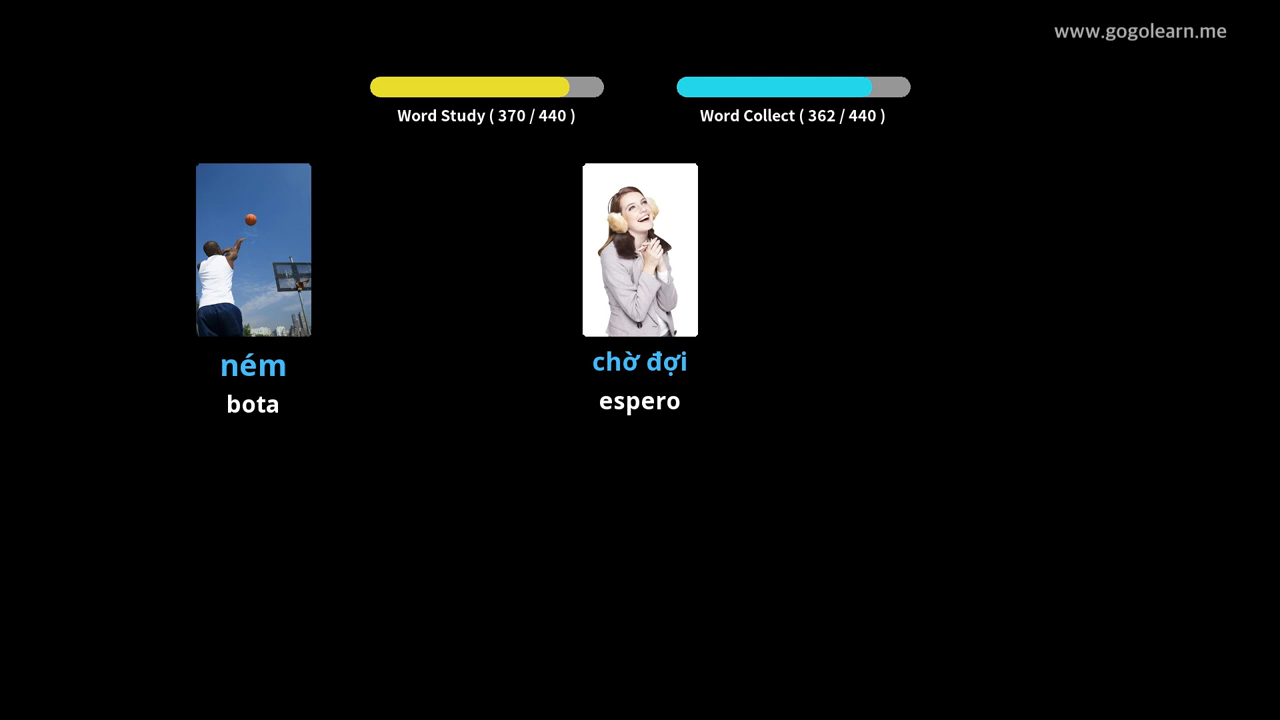 www.gogolearn.me
Word Study ( 370 / 440 )
Word Collect ( 362 / 440 )
ném
bota
chờ đợi
espero